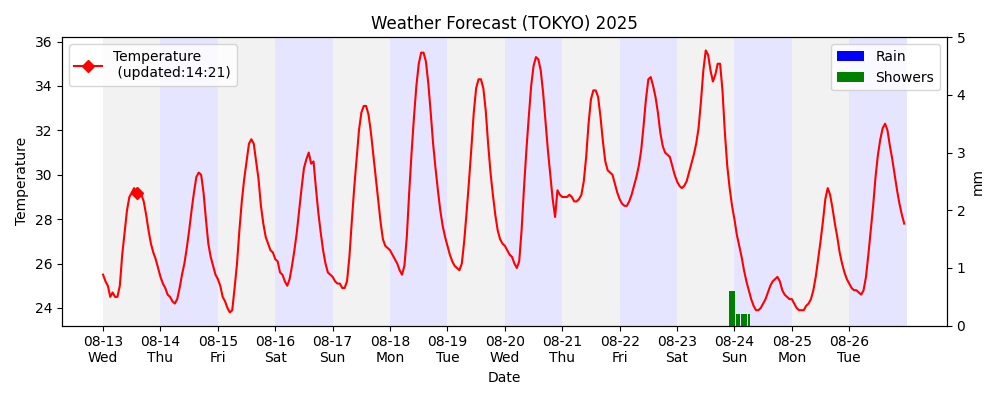 Weather Forecast (TOKYO) 2025
Temperature
(updated:14:21)
Rain
Showers
36
34
32
30
28
26
24
Temperature
5
4
3
2
1
0
mm
08-13 08-14 08-15 08-16 08-17 08-18 08-19 08-20 08-21 08-22 08-23 08-24 08-25 08-26
Wed Thu Fri Sat Sun Mon Tue Wed Thu Fri Sat Sun Mon Tue
Date